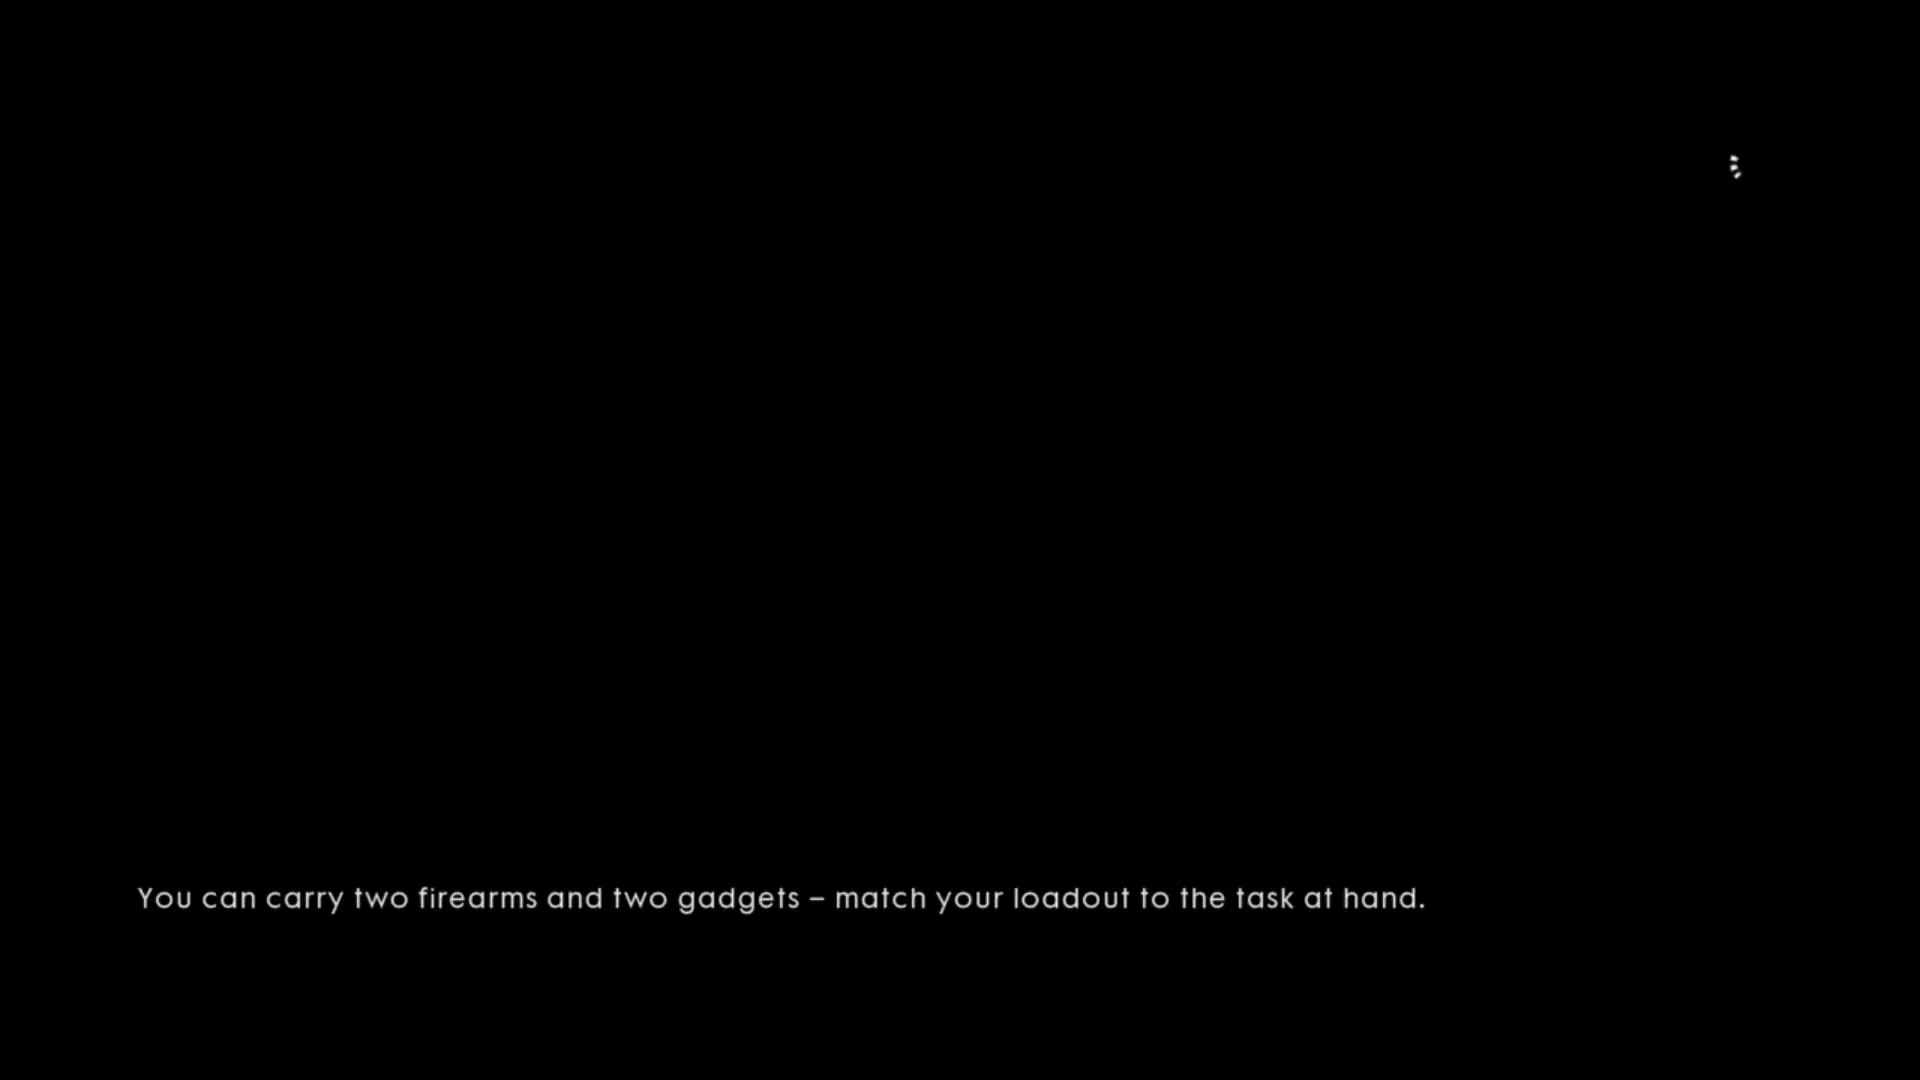 You can carry two firearms and two gadgets – match your loadout to the task at hand.